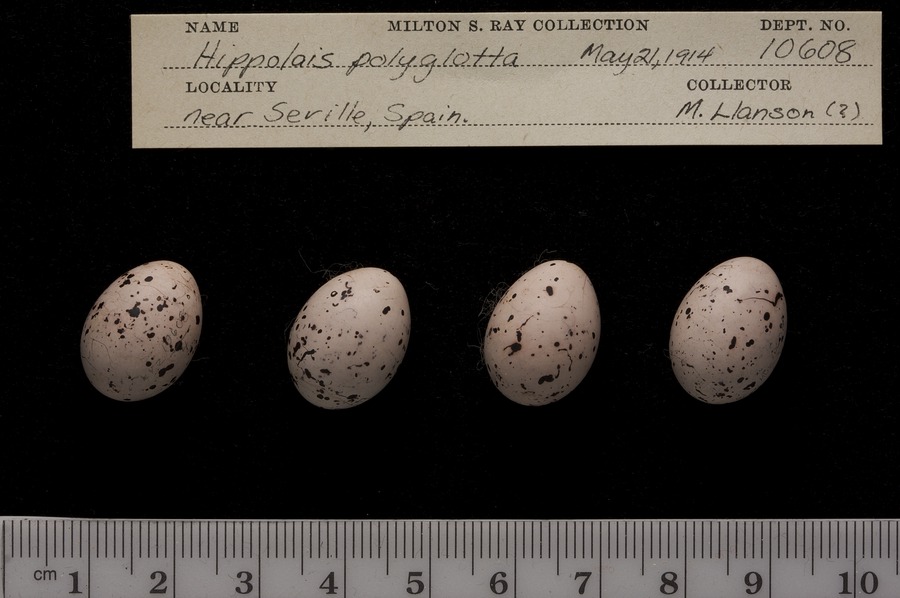 NAME MILTON S. RAY COLLECTION DEPT. NO.
Hippolais polyglotta May 21, 1914 10608
LOCALITY COLLECTOR
near Seville, Spain. M. Llanson (?)
cm 1 2 3 4 5 6 7 8 9 10